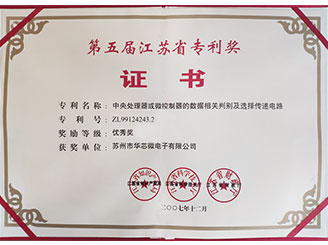 第五届江苏省专利奖
证书
专利名称：中央处理器或微控制器的数据相关判别及选择传递电路
专利号：ZL99124243.2
奖励等级：优秀奖
获奖单位：苏州市华芯微电子有限公司
二〇〇七年十二月